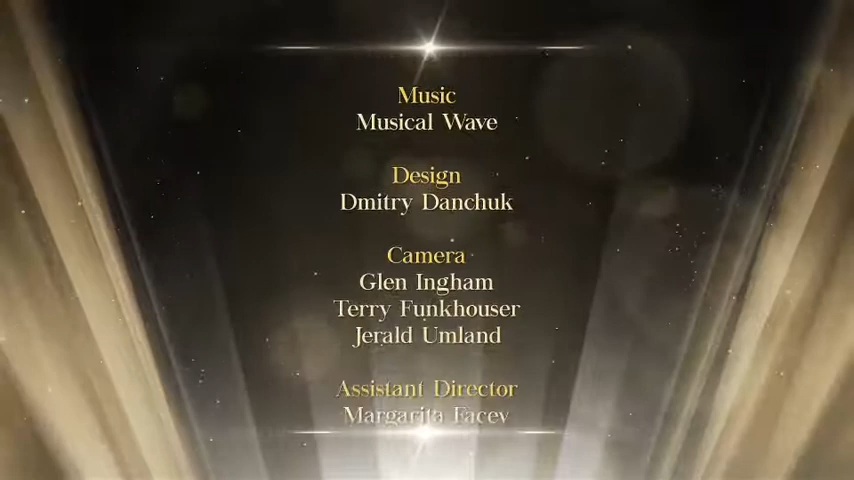 Music
Musical Wave
Design
Dmitry Danchuk
Camera
Glen Ingham
Terry Funkhouser
Jerald Umland
Assistant Director
Margarita Facey